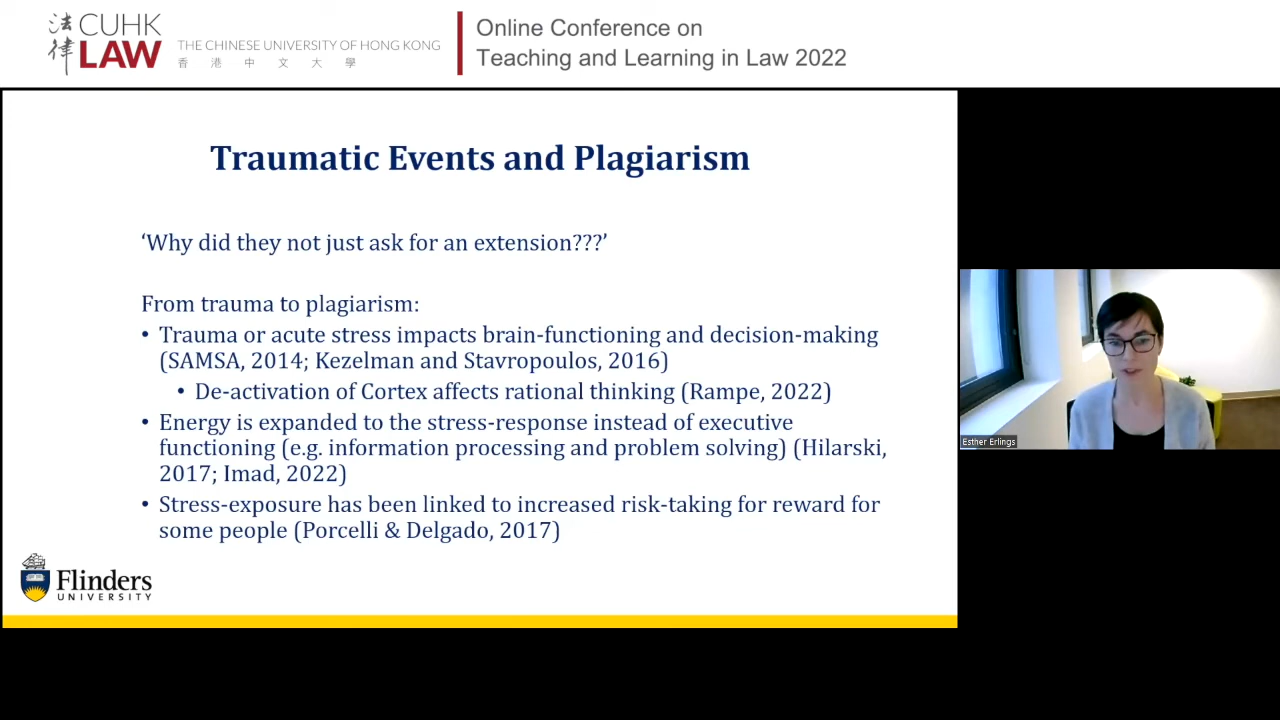 法律
CUHK
LAW
THE CHINESE UNIVERSITY OF HONG KONG
香港中文大學
Online Conference on
Teaching and Learning in Law 2022
Traumatic Events and Plagiarism
‘Why did they not just ask for an extension???’
From trauma to plagiarism:
• Trauma or acute stress impacts brain-functioning and decision-making
(SAMSA, 2014; Kezelman and Stavropoulos, 2016)
• De-activation of Cortex affects rational thinking (Rampe, 2022)
• Energy is expanded to the stress-response instead of executive
functioning (e.g. information processing and problem solving) (Hilarski,
2017; Imad, 2022)
• Stress-exposure has been linked to increased risk-taking for reward for
some people (Porcelli & Delgado, 2017)
Esther Erlings
Flinders
UNIVERSITY